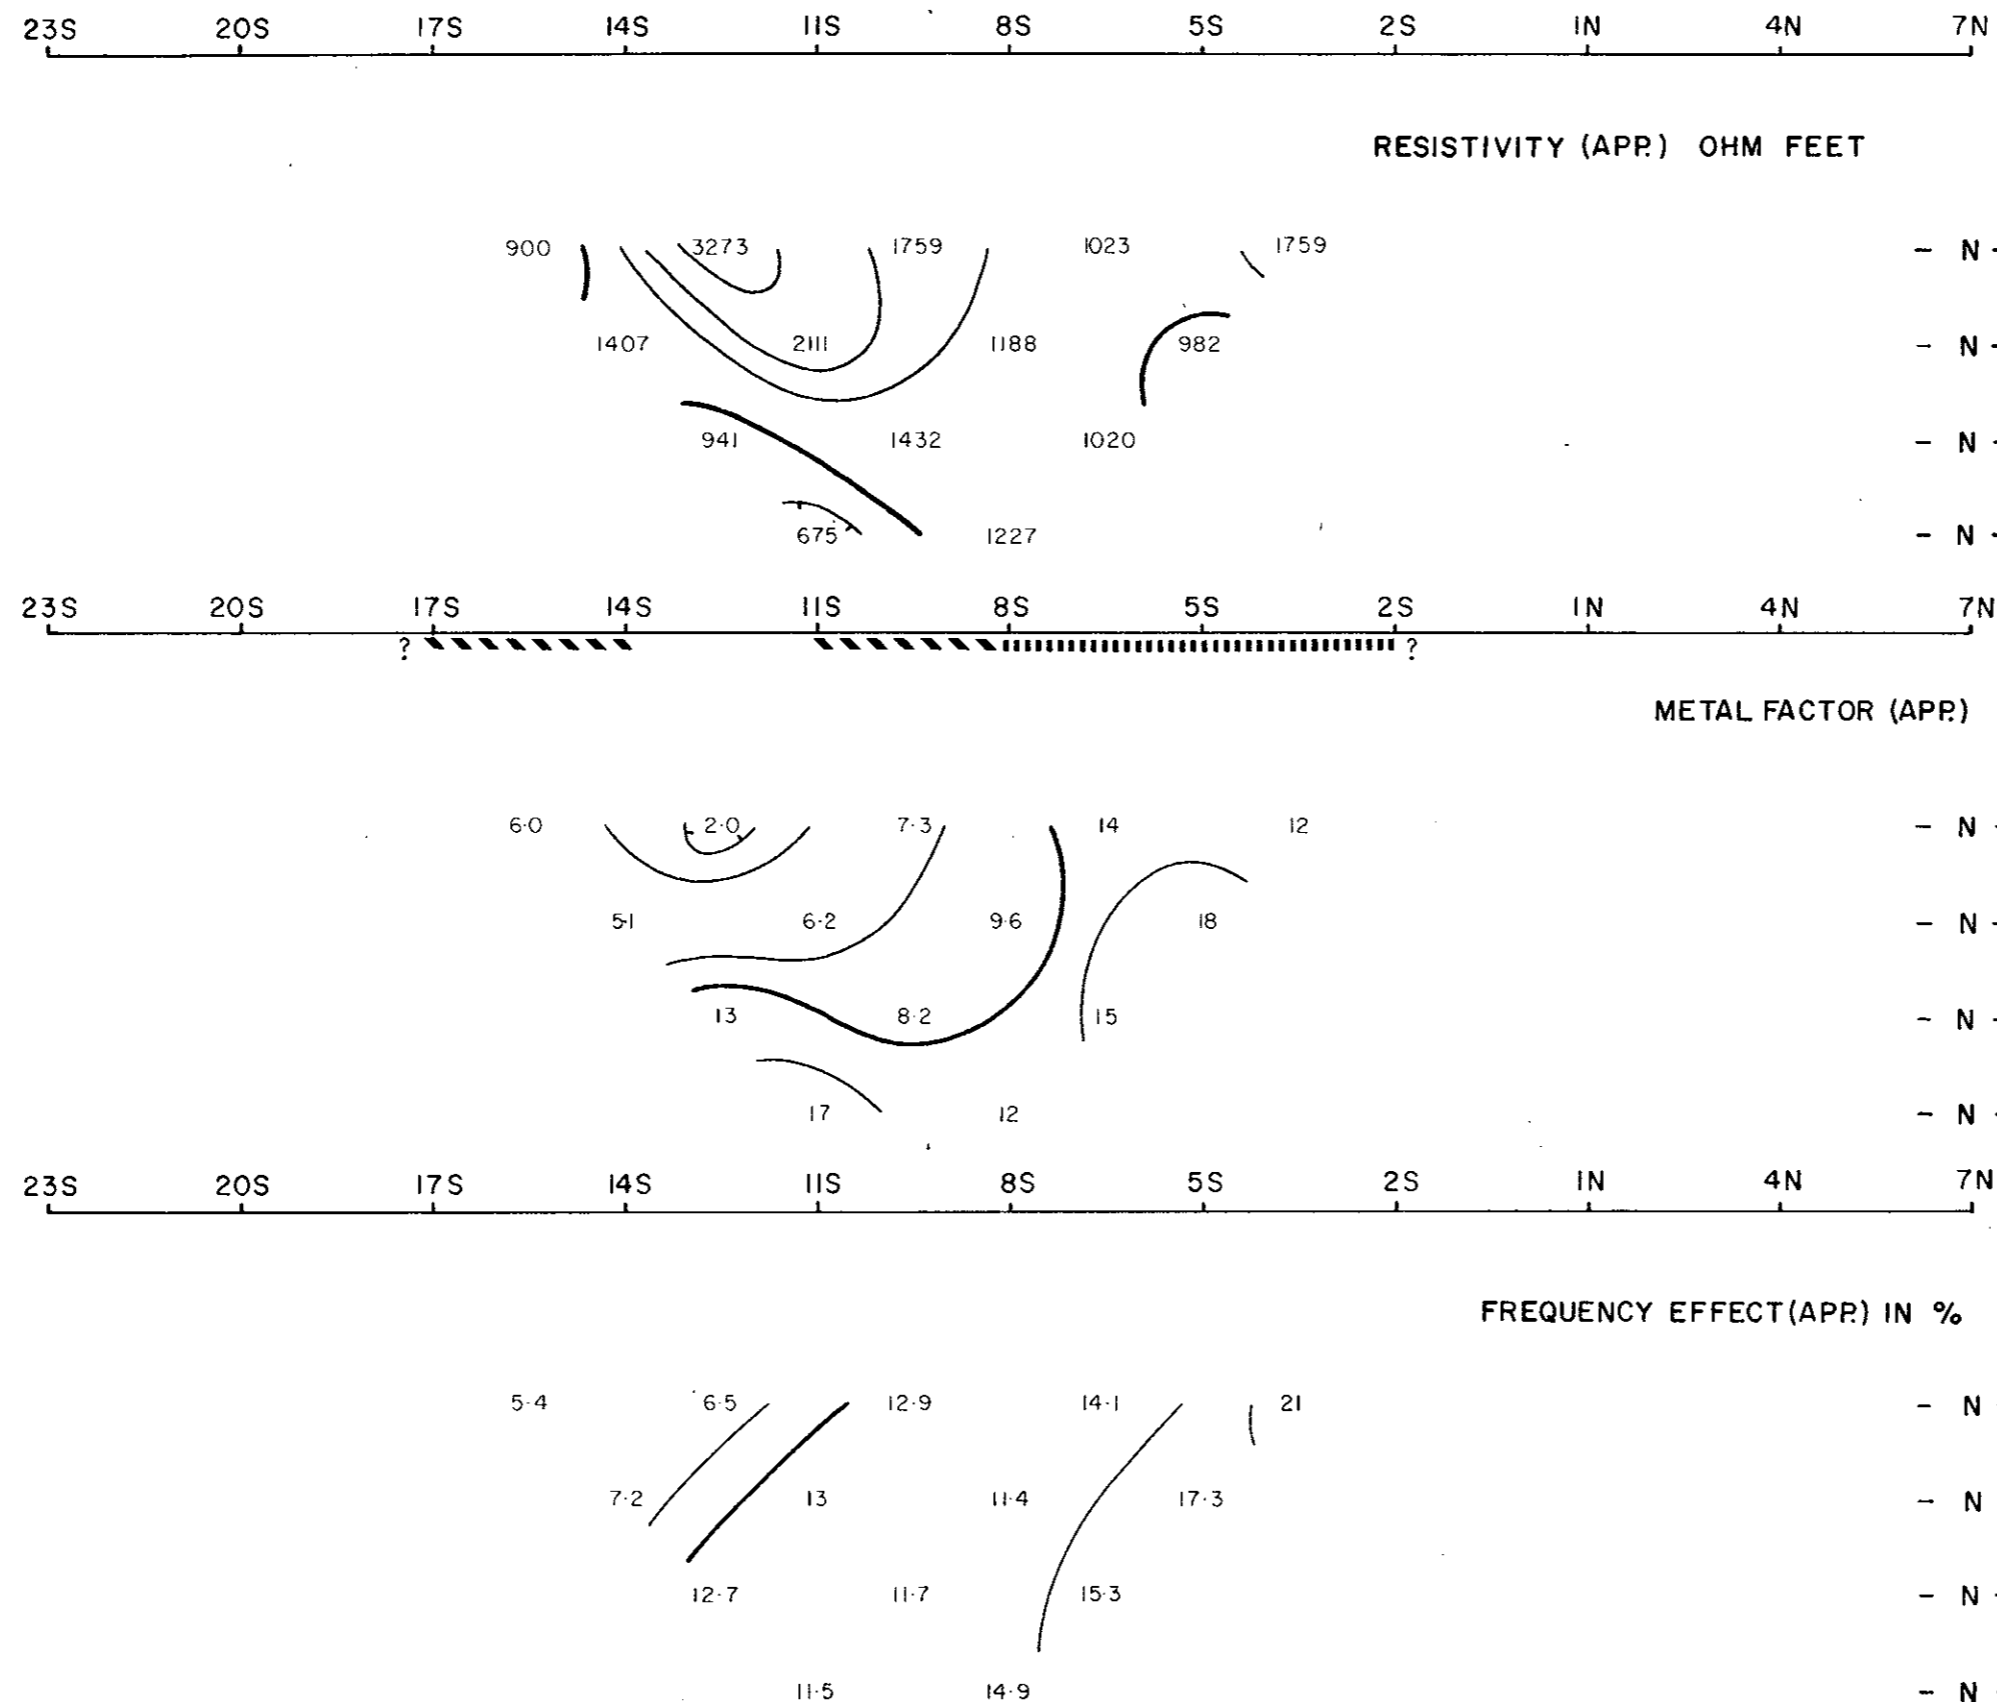 23S 20S 17S 14S 11S 8S 5S 2S 1N 4N 7N
RESISTIVITY (APP.) OHM FEET
900 3273 1759 1023 1759 - N -
1407 2111 1188 982 - N -
941 1432 1020 - N -
675 1227 - N -
23S 20S 17S 14S 11S 8S 5S 2S 1N 4N 7N
? ?
METAL FACTOR (APP.)
6.0 2.0 7.3 14 12 - N -
5.1 6.2 9.6 18 - N -
13 8.2 15 - N -
17 12 - N -
23S 20S 17S 14S 11S 8S 5S 2S 1N 4N 7N
FREQUENCY EFFECT (APP.) IN %
5.4 6.5 12.9 14.1 21 - N -
7.2 13 11.4 17.3 - N
12.7 11.7 15.3 - N -
11.5 14.9 - N